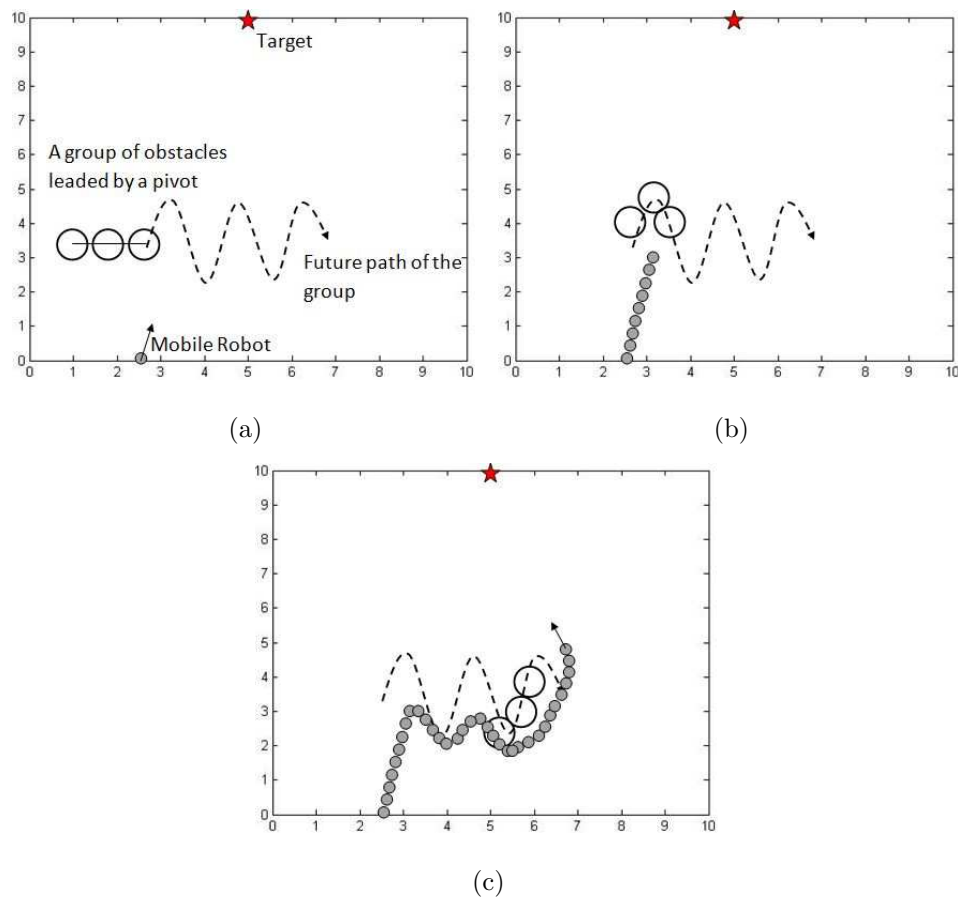 10
9
8
7
6
5
4
3
2
1
0
0 1 2 3 4 5 6 7 8 9 10
Target
A group of obstacles
leaded by a pivot
Future path of the
group
Mobile Robot
(a)
10
9
8
7
6
5
4
3
2
1
0
0 1 2 3 4 5 6 7 8 9 10
(b)
10
9
8
7
6
5
4
3
2
1
0
0 1 2 3 4 5 6 7 8 9 10
(c)